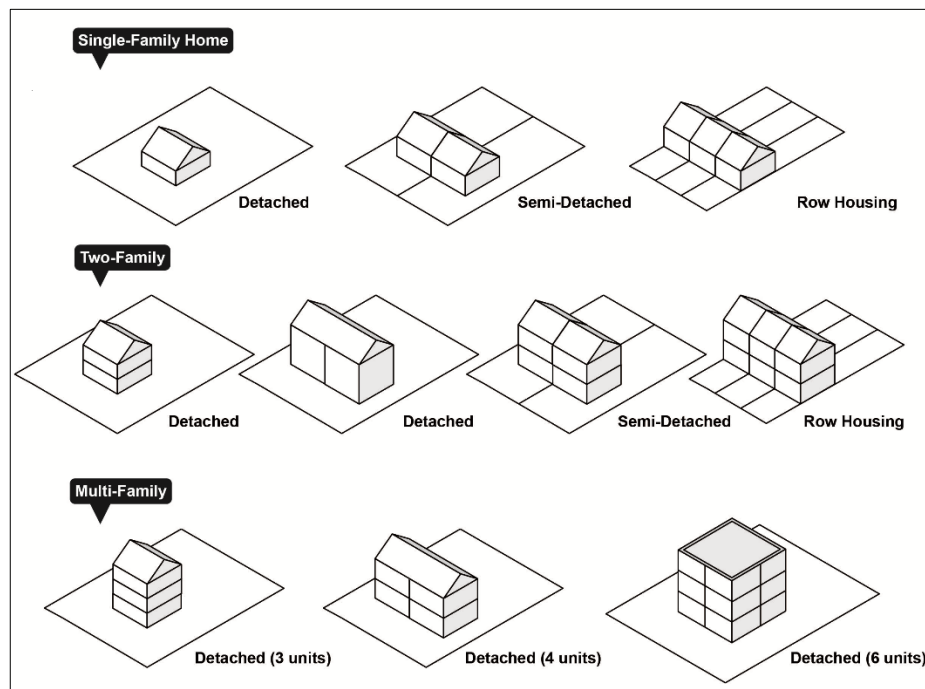 Single-Family Home
Detached
Semi-Detached
Row Housing
Two-Family
Detached
Detached
Semi-Detached
Row Housing
Multi-Family
Detached (3 units)
Detached (4 units)
Detached (6 units)